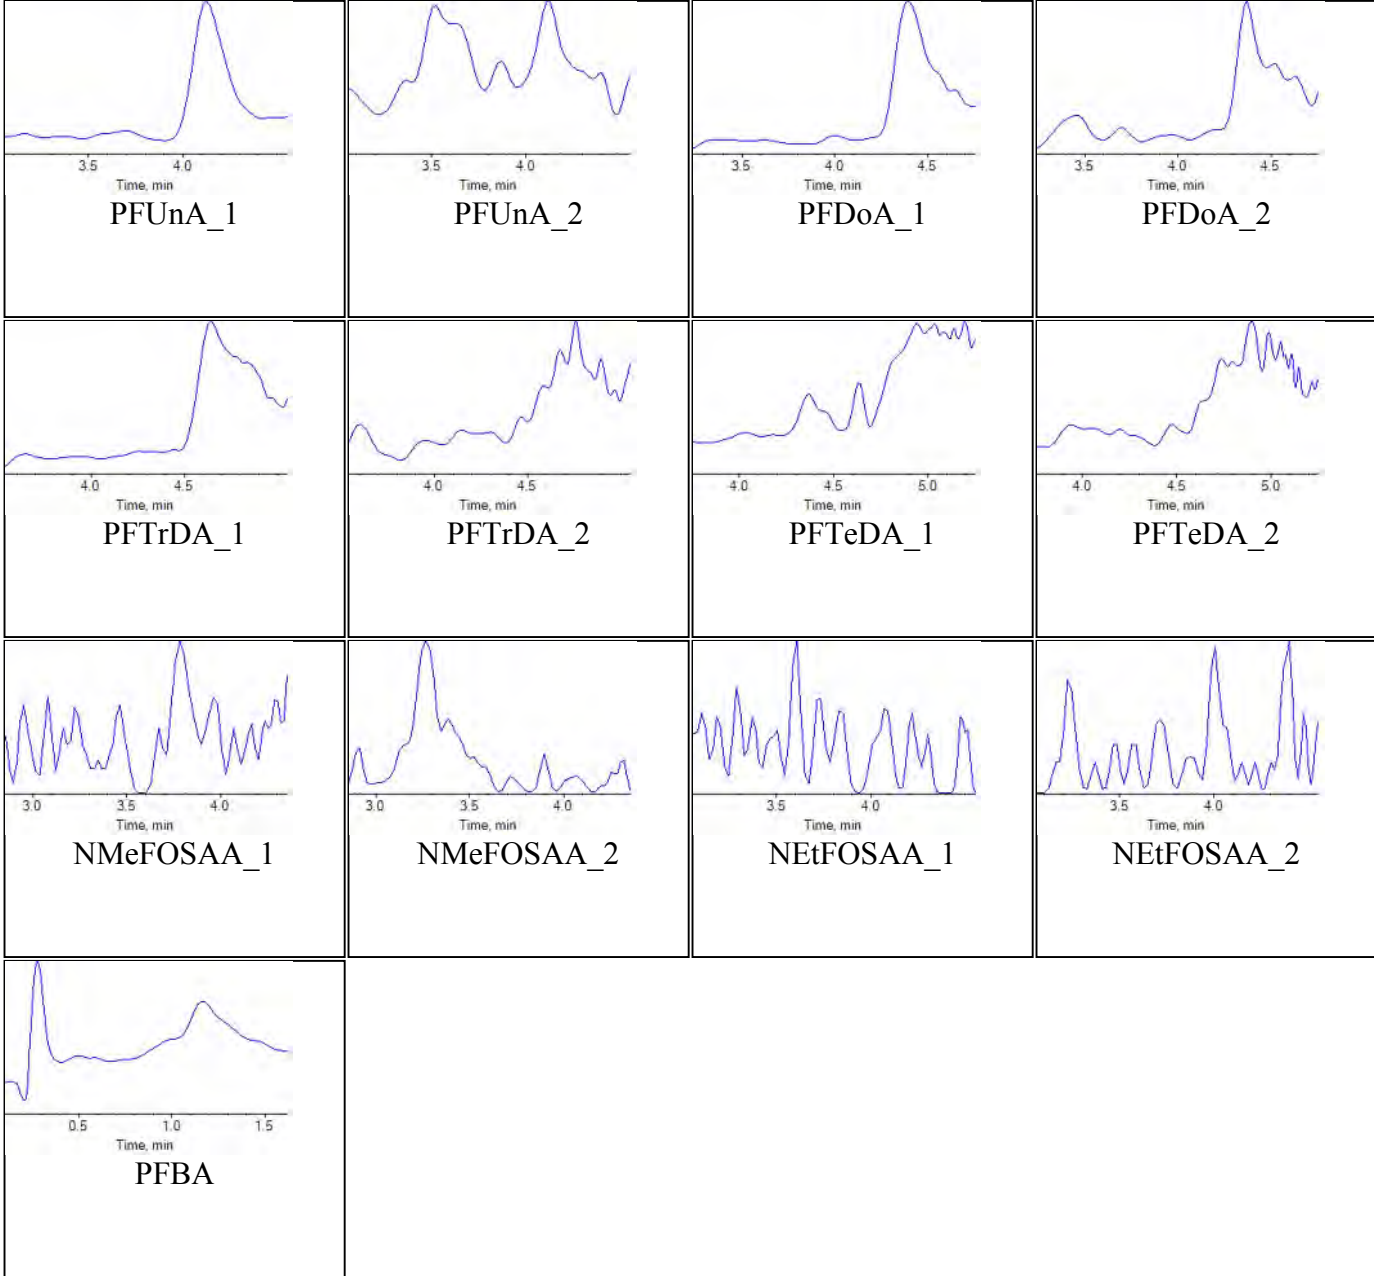 3.5 4.0
Time, min
PFUnA_1
3.5 4.0
Time, min
PFUnA_2
3.5 4.0 4.5
Time, min
PFDoA_1
3.5 4.0 4.5
Time, min
PFDoA_2
4.0 4.5
Time, min
PFTrDA_1
4.0 4.5
Time, min
PFTrDA_2
4.0 4.5 5.0
Time, min
PFTeDA_1
4.0 4.5 5.0
Time, min
PFTeDA_2
3.0 3.5 4.0
Time, min
NMeFOSAA_1
3.0 3.5 4.0
Time, min
NMeFOSAA_2
3.5 4.0
Time, min
NEtFOSAA_1
3.5 4.0
Time, min
NEtFOSAA_2
0.5 1.0 1.5
Time, min
PFBA